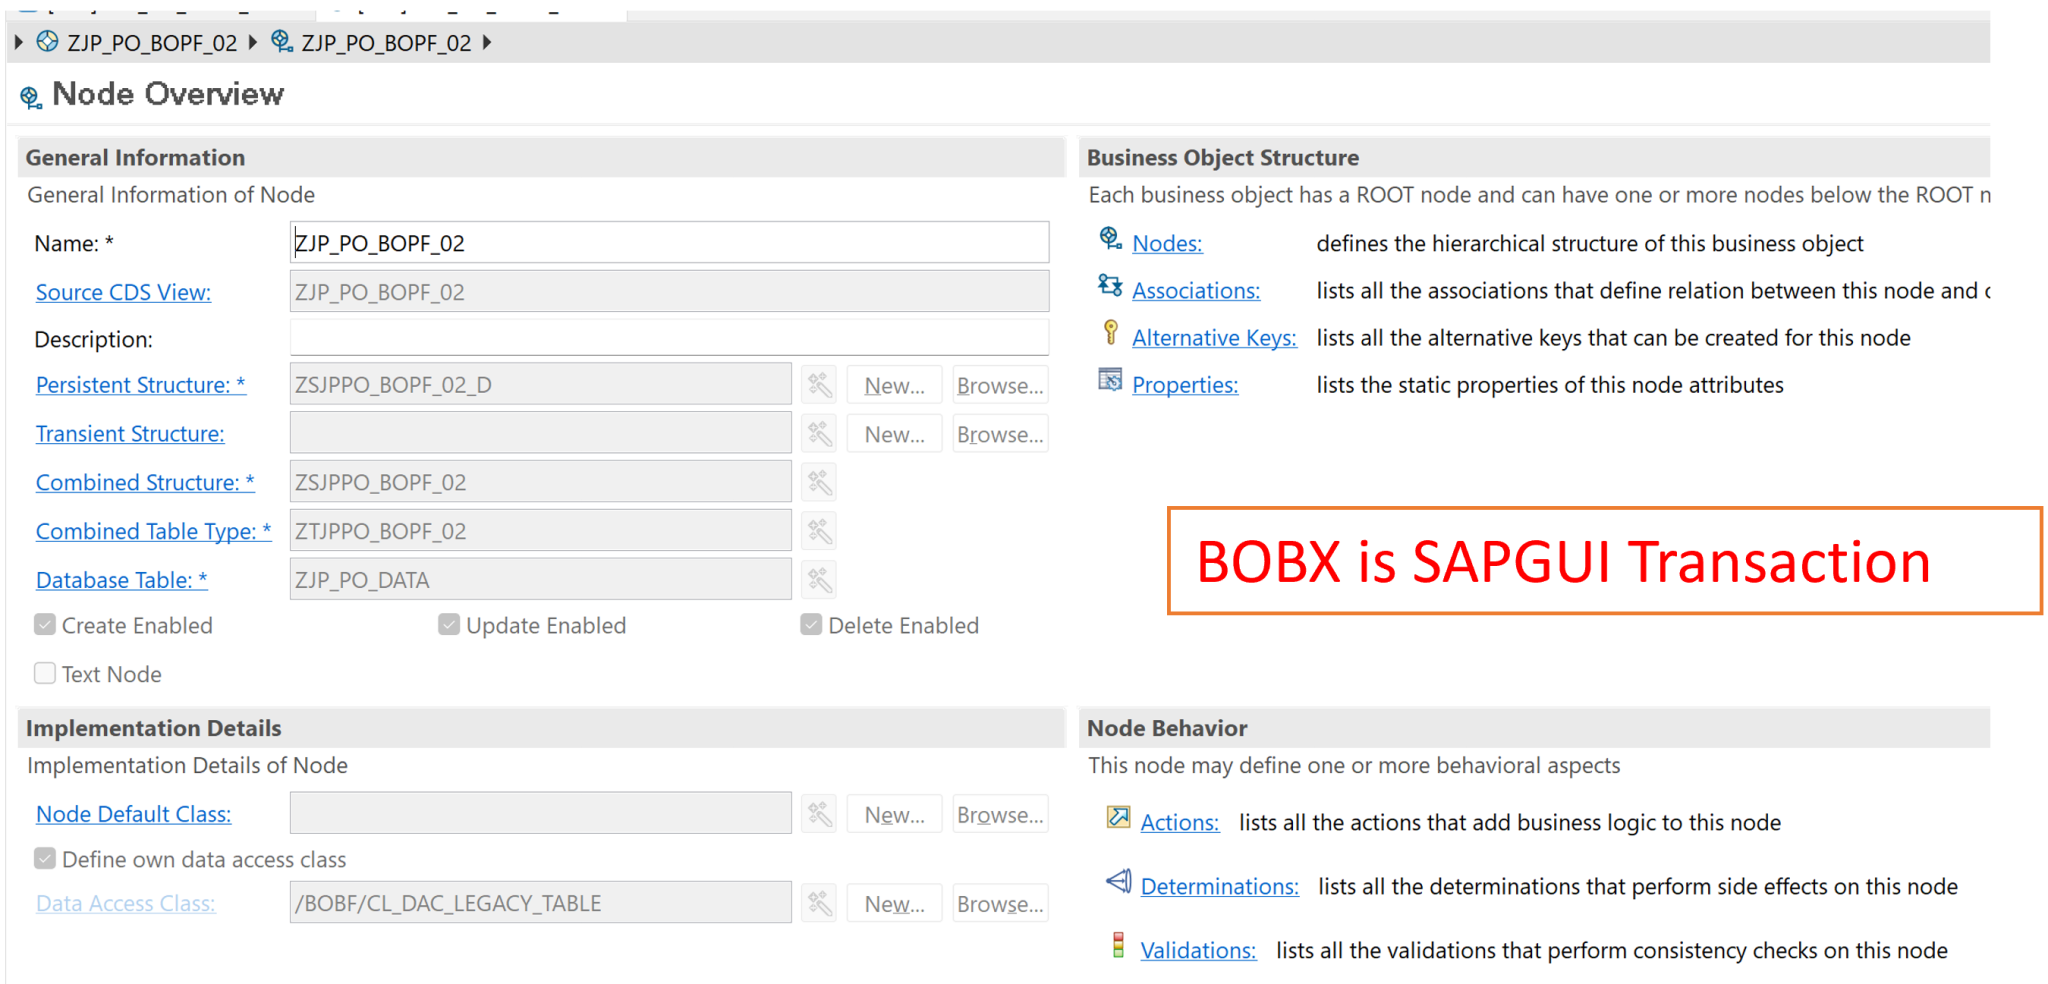 ZJP_PO_BOPF_02 ZJP_PO_BOPF_02
Node Overview
General Information
General Information of Node
Name: * ZJP_PO_BOPF_02
Source CDS View: ZJP_PO_BOPF_02
Description:
Persistent Structure: * ZSJPPO_BOPF_02_D New... Browse...
Transient Structure: New... Browse...
Combined Structure: * ZSJPPO_BOPF_02
Combined Table Type: * ZTJPPO_BOPF_02
Database Table: * ZJP_PO_DATA
Create Enabled Update Enabled Delete Enabled
Text Node
Business Object Structure
Each business object has a ROOT node and can have one or more nodes below the ROOT
Nodes: defines the hierarchical structure of this business object
Associations: lists all the associations that define relation between this node and
Alternative Keys: lists all the alternative keys that can be created for this node
Properties: lists the static properties of this node attributes
BOBX is SAPGUI Transaction
Implementation Details
Implementation Details of Node
Node Default Class: New... Browse...
Define own data access class
Data Access Class: /BOBF/CL_DAC_LEGACY_TABLE New... Browse...
Node Behavior
This node may define one or more behavioral aspects
Actions: lists all the actions that add business logic to this node
Determinations: lists all the determinations that perform side effects on this node
Validations: lists all the validations that perform consistency checks on this node